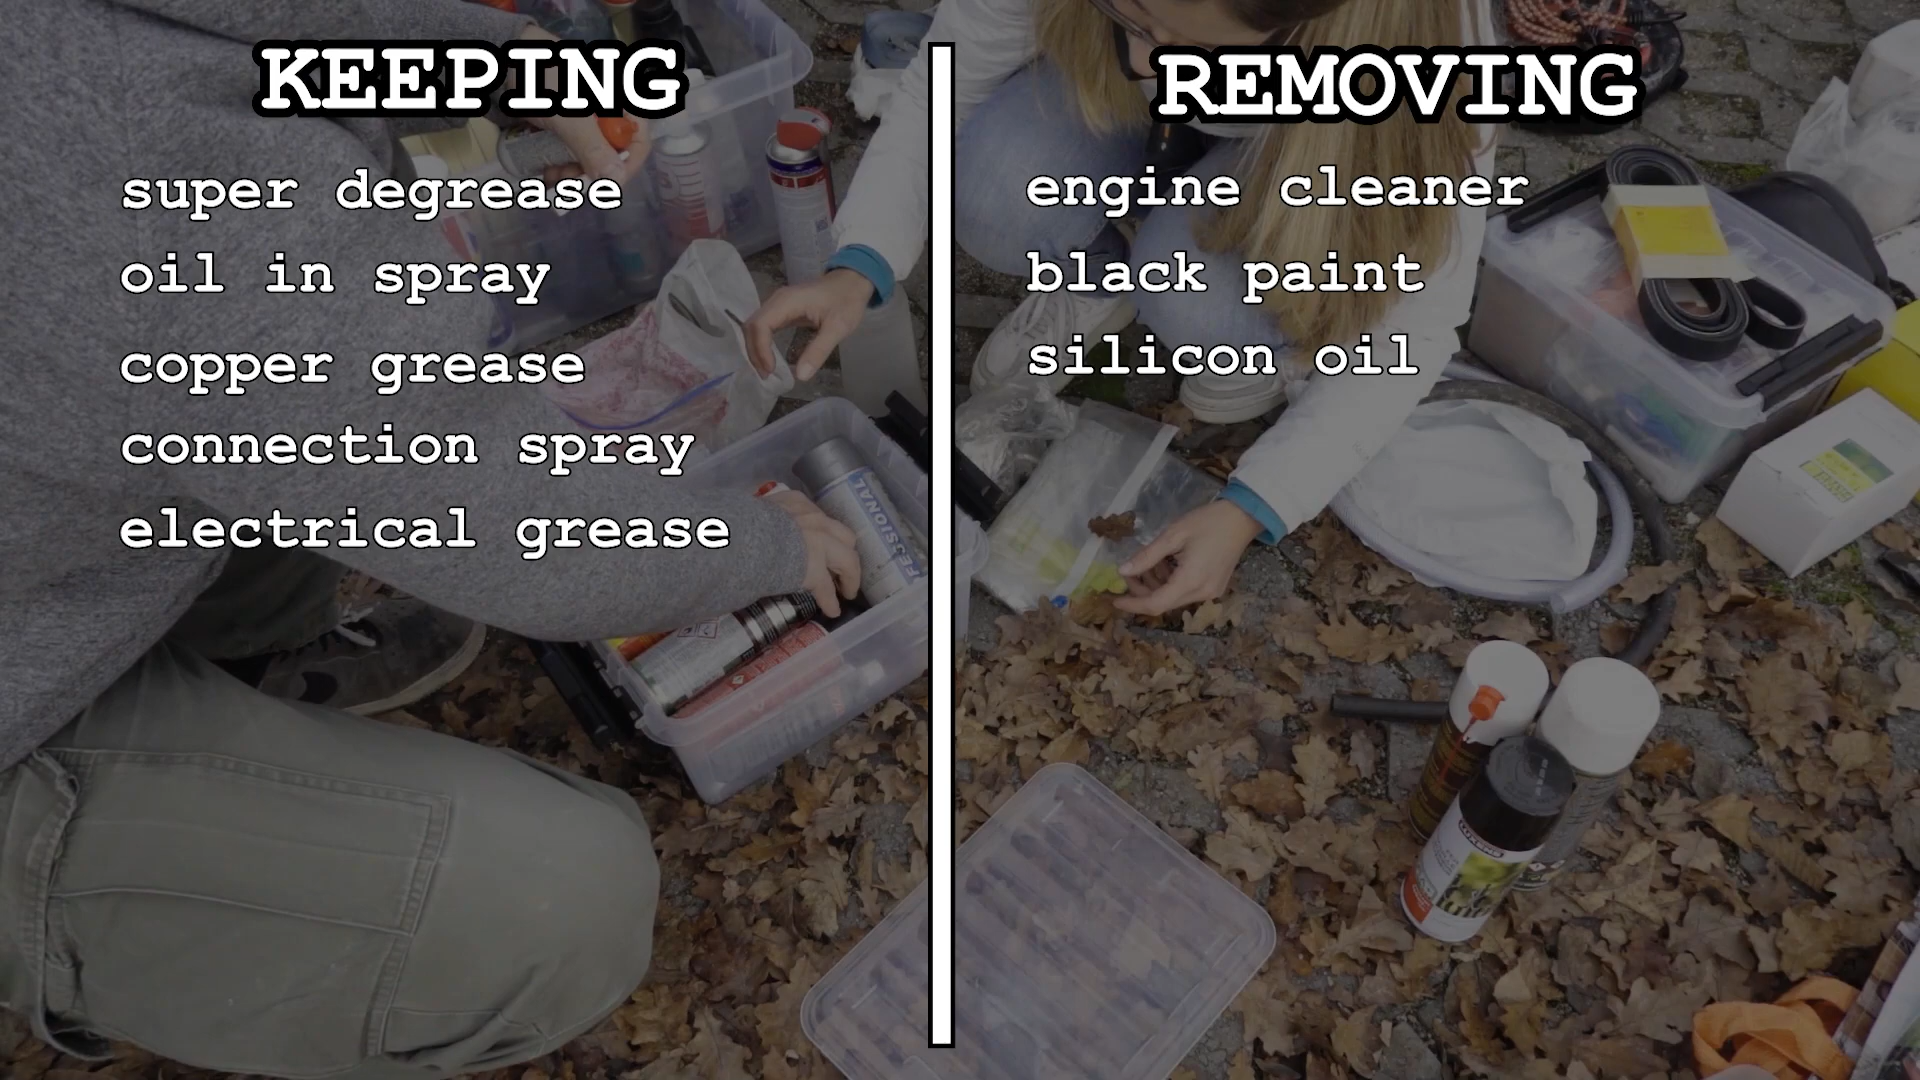 KEEPING
super degrease
oil in spray
copper grease
connection spray
electrical grease
REMOVING
engine cleaner
black paint
silicon oil
FESSIONAL